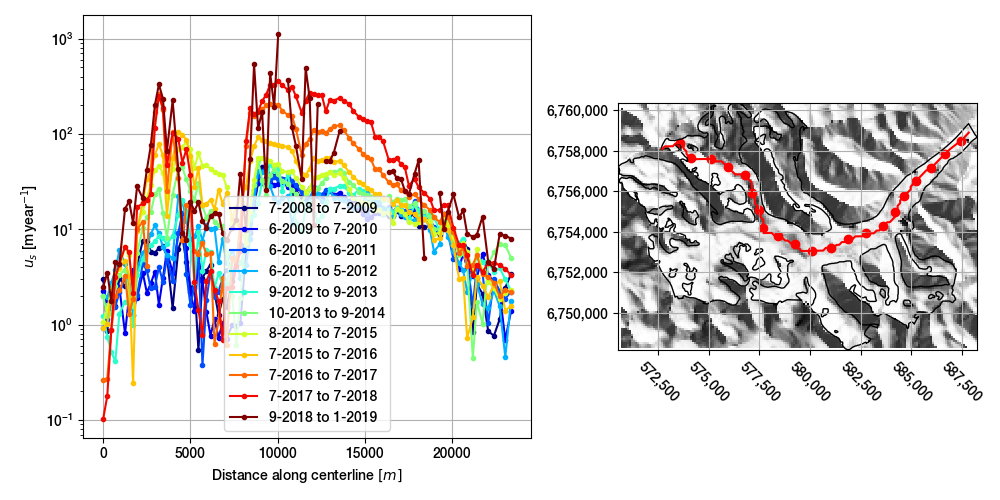 10³
10²
10¹
10⁰
10⁻¹
u_s [m year⁻¹]
0 5000 10000 15000 20000
Distance along centerline [m]
7-2008 to 7-2009
6-2009 to 7-2010
6-2010 to 6-2011
6-2011 to 5-2012
9-2012 to 9-2013
10-2013 to 9-2014
8-2014 to 7-2015
7-2015 to 7-2016
7-2016 to 7-2017
7-2017 to 7-2018
9-2018 to 1-2019
6,760,000
6,758,000
6,756,000
6,754,000
6,752,000
6,750,000
572,500 575,000 577,500 580,000 582,500 585,000 587,500